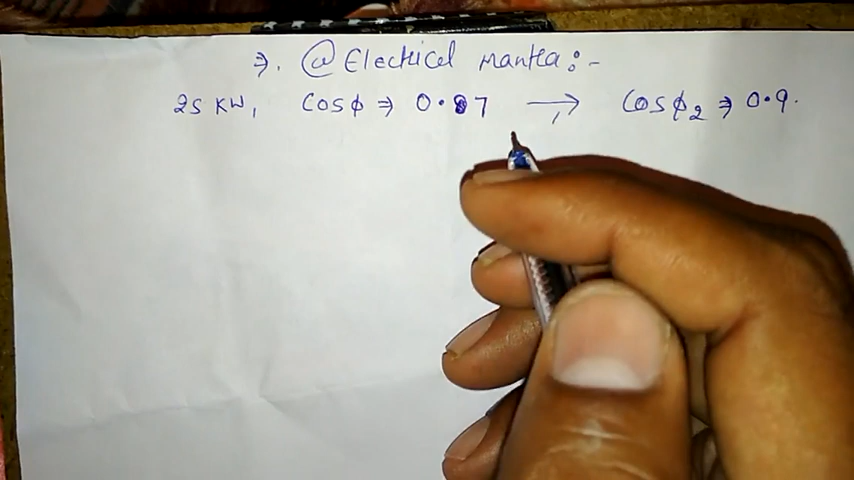 ⇒. @ Electrical mantra:-
25 KW, Cosϕ ⇒ 0.87 → Cosϕ₂ ⇒ 0.9.